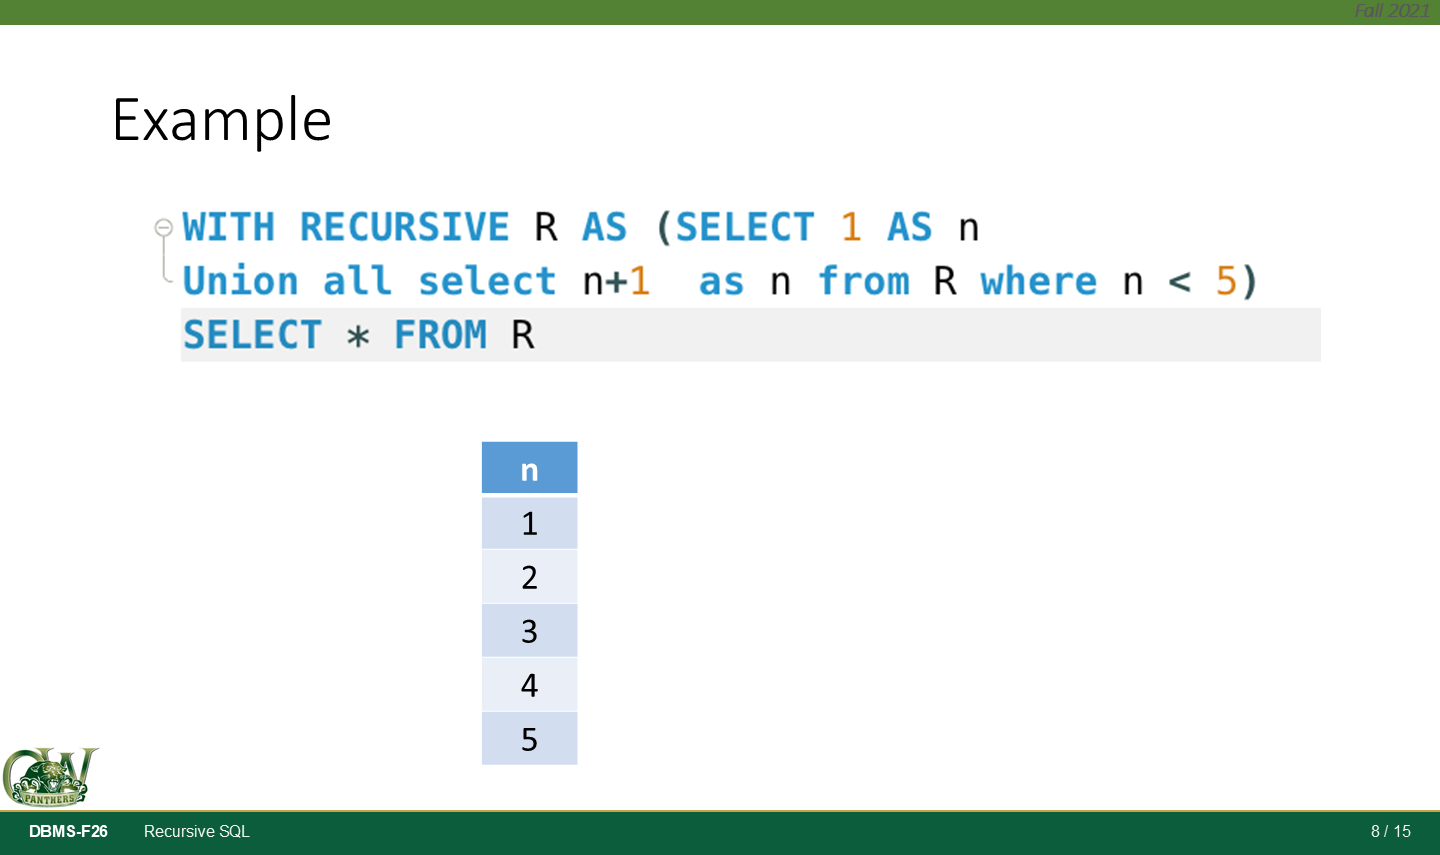 Fall 2021
Example
WITH RECURSIVE R AS (SELECT 1 AS n
Union all select n+1  as n from R where n < 5)
SELECT * FROM R
n
1
2
3
4
5
OW
PANTHERS
DBMS-F26 Recursive SQL 8 / 15